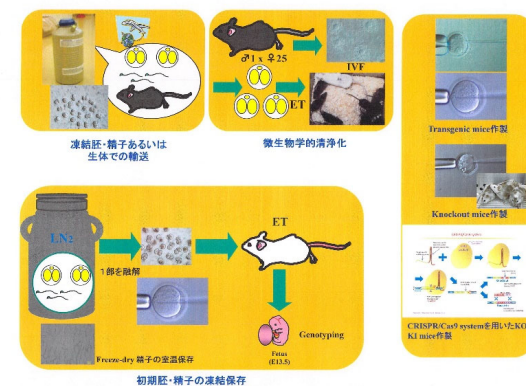 凍結胚・精子あるいは
生体での輸送
♂1 x ♀25
IVF
ET
微生物学的清浄化
Transgenic mice作製
Knockout mice作製
CRISPR/Cas9 systemを用いたKO
KI mice作製
LN2
1部を融解
ET
Genotyping
Fetus
(E13.5)
Freeze-dry 精子の室温保存
初期胚・精子の凍結保存